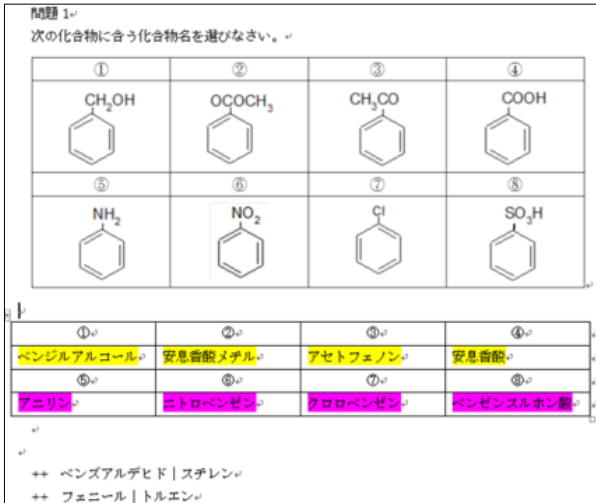 問題 1
次の化合物に合う化合物名を選びなさい。
① ② ③ ④
CH2OH OCOCH3 CH3CO COOH
⑤ ⑥ ⑦ ⑧
NH2 NO2 Cl SO3H
① ② ③ ④
ベンジルアルコール 安息香酸メチル アセトフェノン 安息香酸
⑤ ⑥ ⑦ ⑧
アニリン ニトロベンゼン クロロベンゼン ベンゼンスルホン酸
++ ベンズアルデヒド | スチレン
++ フェニール | トルエン